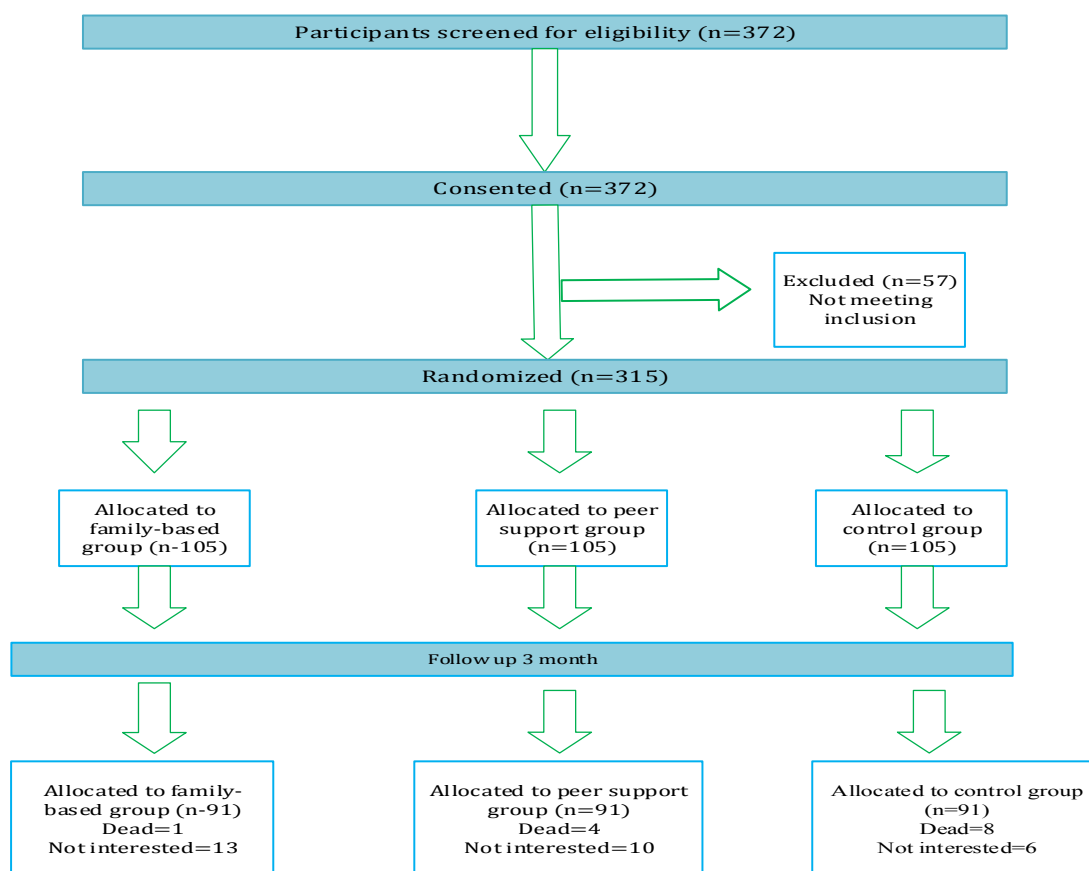 Participants screened for eligibility (n=372)
Consented (n=372)
Excluded (n=57)
Not meeting
inclusion
Randomized (n=315)
Allocated to
family-based
group (n-105)
Allocated to peer
support group
(n=105)
Allocated to
control group
(n=105)
Follow up 3 month
Allocated to family-
based group (n-91)
Dead=1
Not interested=13
Allocated to peer support
group (n=91)
Dead=4
Not interested=10
Allocated to control group
(n=91)
Dead=8
Not interested=6